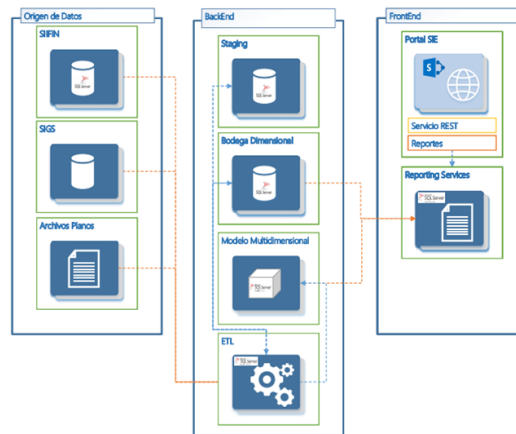 Origen de Datos
SIIFIN
SQL Server
SIGS
Archivos Planos
BackEnd
Staging
SQL Server
Bodega Dimensional
SQL Server
Modelo Multidimensional
SQL Server
ETL
SQL Server
FrontEnd
Portal SIE
S
Servicio REST
Reportes
Reporting Services
SQL Server